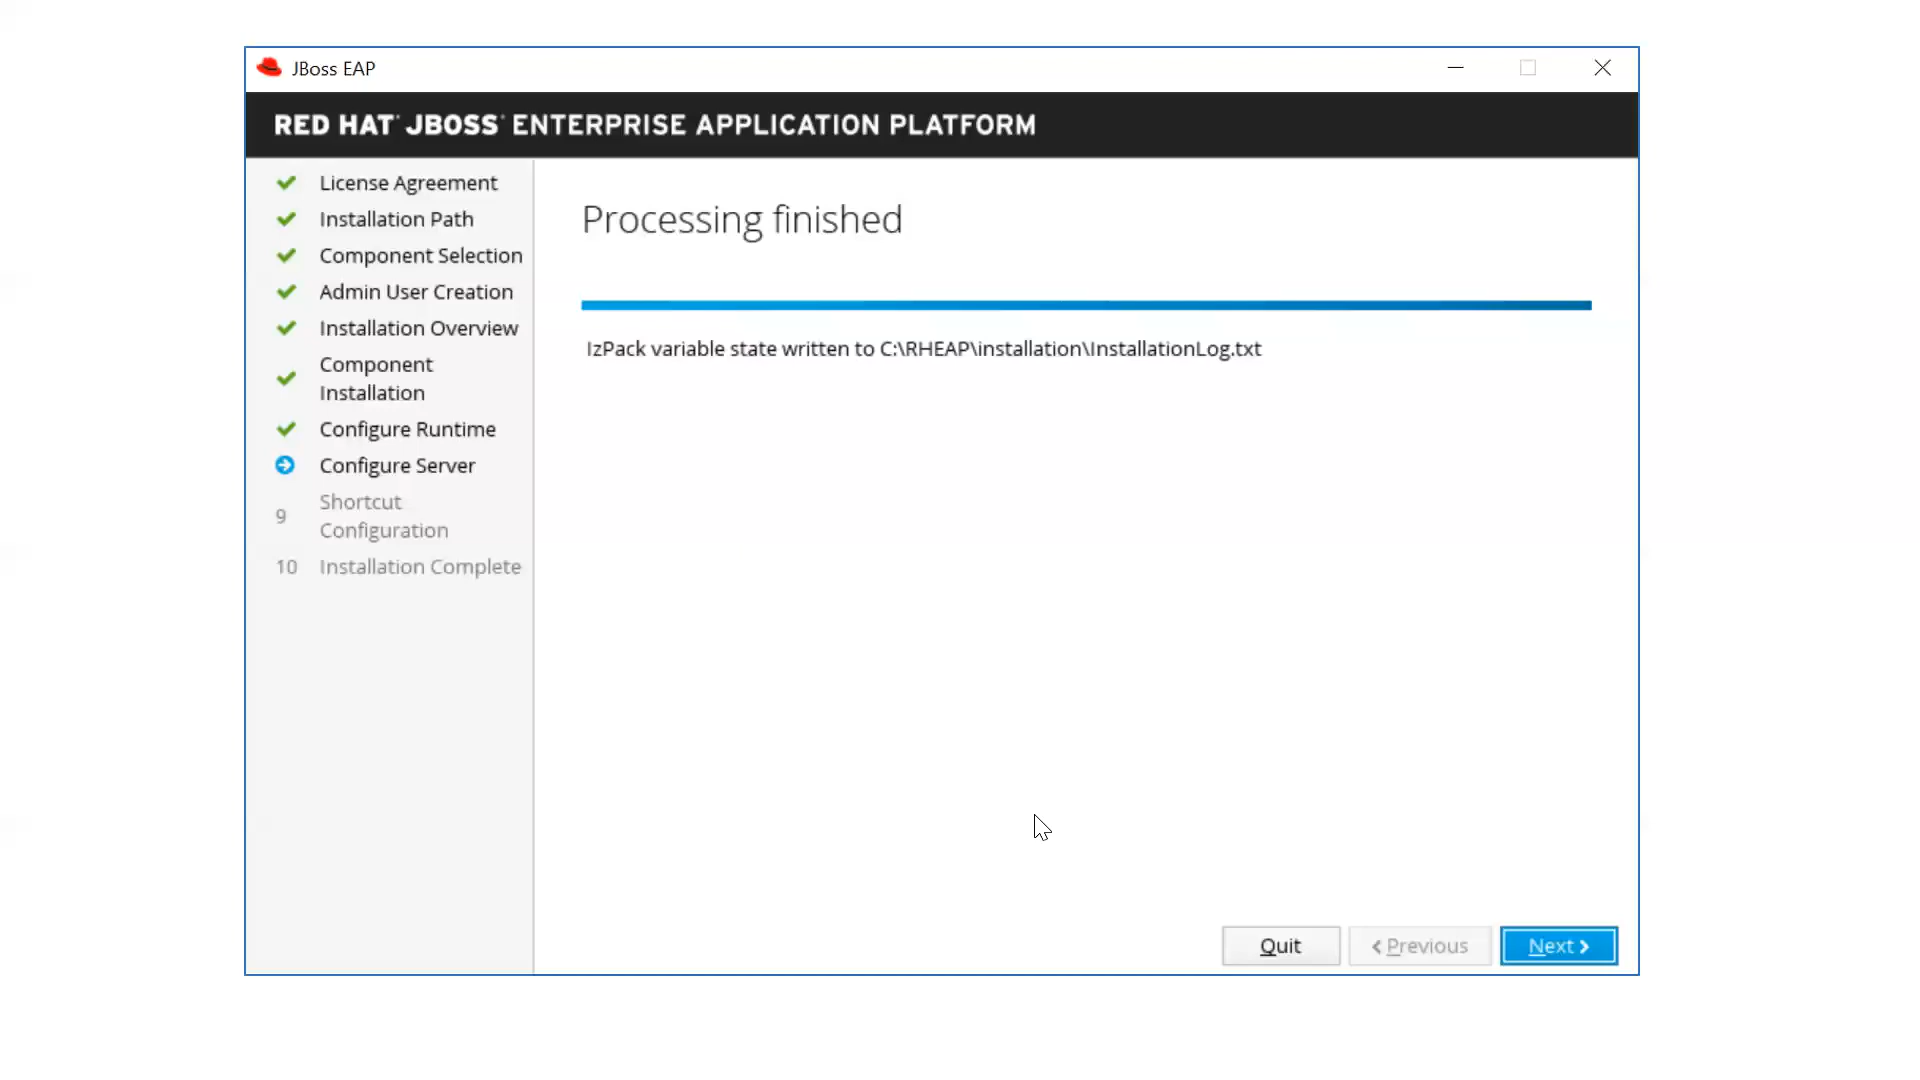 JBoss EAP
RED HAT JBOSS ENTERPRISE APPLICATION PLATFORM
License Agreement
Installation Path
Component Selection
Admin User Creation
Installation Overview
Component
Installation
Configure Runtime
Configure Server
9 Shortcut
Configuration
10 Installation Complete
Processing finished
IzPack variable state written to C:\RHEAP\installation\InstallationLog.txt
Quit
Previous
Next